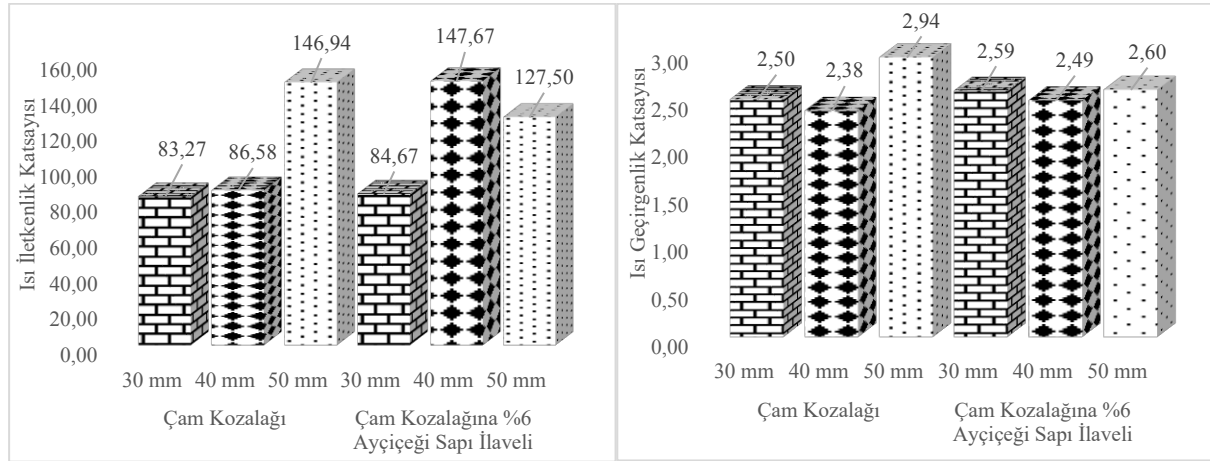 Isı İletkenlik Katsayısı
160,00
140,00
120,00
100,00
80,00
60,00
40,00
20,00
0,00
83,27
86,58
146,94
84,67
147,67
127,50
30 mm 40 mm 50 mm 30 mm 40 mm 50 mm
Çam Kozalağı
Çam Kozalağına %6
Ayçiçeği Sapı İlaveli
Isı Geçirgenlik Katsayısı
3,00
2,50
2,00
1,50
1,00
0,50
0,00
2,50
2,38
2,94
2,59
2,49
2,60
30 mm 40 mm 50 mm 30 mm 40 mm 50 mm
Çam Kozalağı
Çam Kozalağına %6
Ayçiçeği Sapı İlaveli